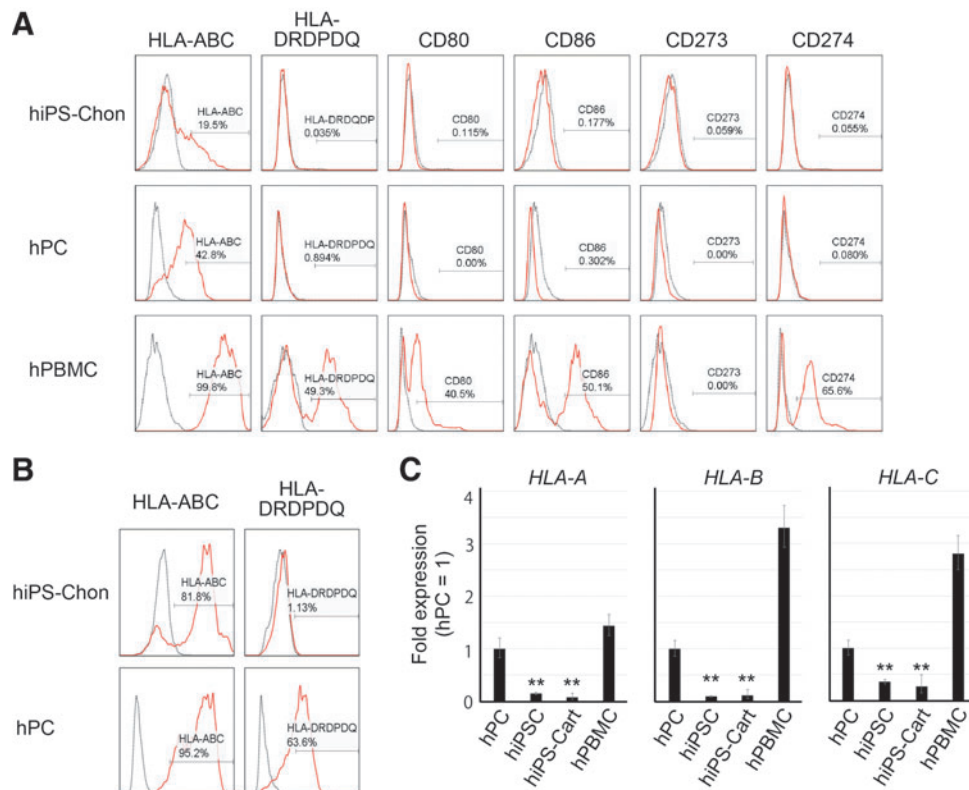 A
HLA-ABC
HLA-
DRDPDQ
CD80
CD86
CD273
CD274
hiPS-Chon
HLA-ABC
19.5%
HLA-DRDQDP
0.035%
CD80
0.115%
CD86
0.177%
CD273
0.059%
CD274
0.055%
hPC
HLA-ABC
42.8%
HLA-DRDPDQ
0.894%
CD80
0.00%
CD86
0.302%
CD273
0.00%
CD274
0.080%
hPBMC
HLA-ABC
99.8%
HLA-DRDPDQ
49.3%
CD80
40.5%
CD86
50.1%
CD273
0.00%
CD274
65.6%
B
HLA-ABC
HLA-
DRDPDQ
hiPS-Chon
HLA-ABC
81.8%
HLA-DRDPDQ
1.13%
hPC
HLA-ABC
95.2%
HLA-DRDPDQ
63.6%
C
HLA-A
HLA-B
HLA-C
Fold expression
(hPC = 1)
4
3
2
1
0
** **
** **
** **
hPC
hiPSC
hiPS-Cart
hPBMC
hPC
hiPSC
hiPS-Cart
hPBMC
hPC
hiPSC
hiPS-Cart
hPBMC